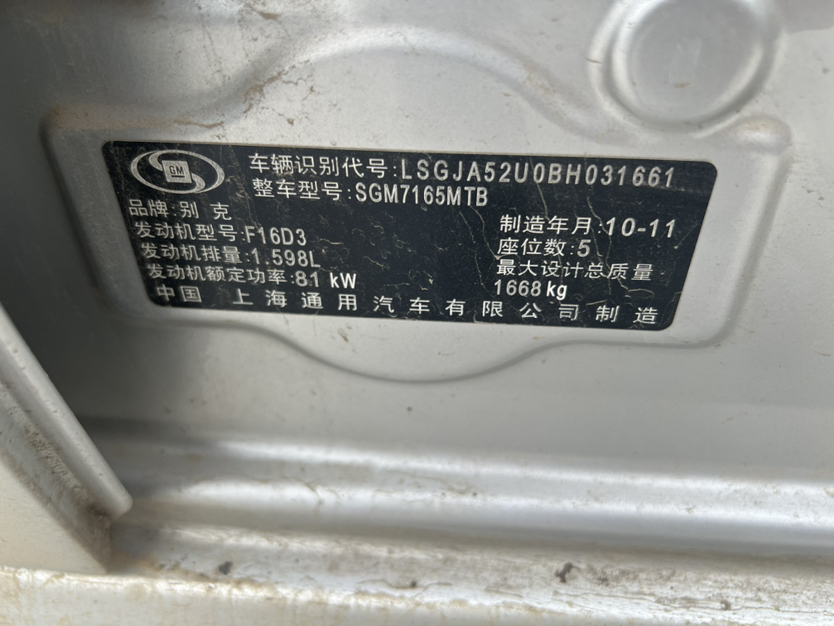 GM
车辆识别代号:LSGJA52U0BH031661
整车型号:SGM7165MTB
品牌:别克
发动机型号:F16D3
发动机排量:1.598L
发动机额定功率:81 kW
制造年月:10-11
座位数:5
最大设计总质量
1668kg
中国 上海通用汽车有限公司制造